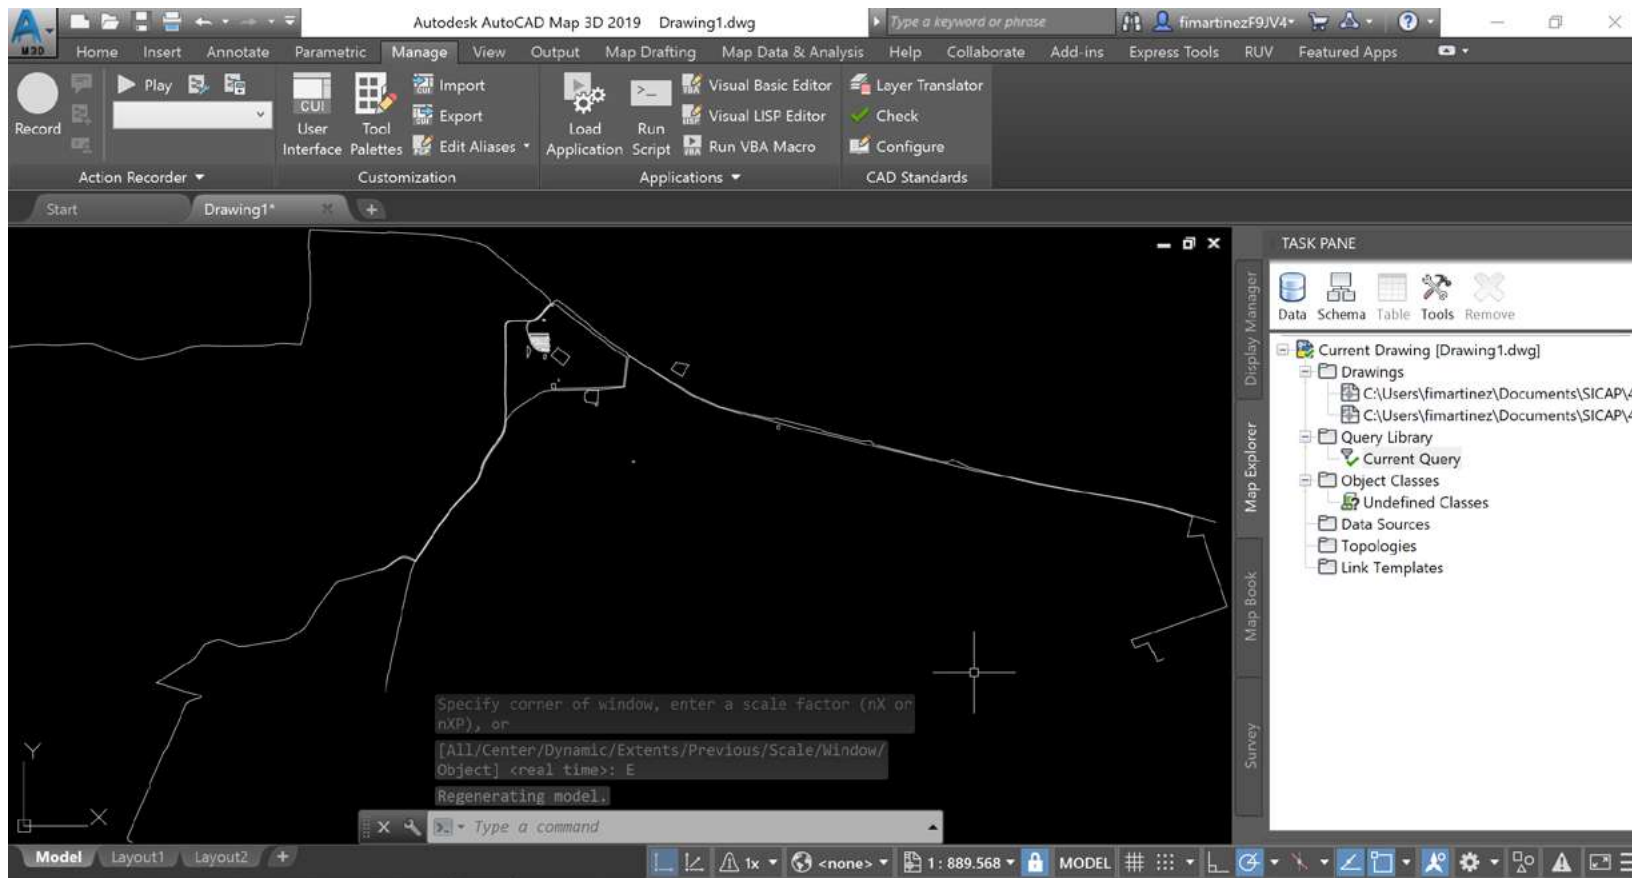 M3D
Autodesk AutoCAD Map 3D 2019 Drawing1.dwg
Type a keyword or phrase
fimartinezF9JV4
Home Insert Annotate Parametric Manage View Output Map Drafting Map Data & Analysis Help Collaborate Add-ins Express Tools RUV Featured Apps
Record
Play
CUI
User
Interface
Tool
Palettes
Import
Export
Edit Aliases
Load
Application
Run
Script
Visual Basic Editor
Visual LISP Editor
Run VBA Macro
Layer Translator
Check
Configure
Action Recorder
Customization
Applications
CAD Standards
Start Drawing1*
TASK PANE
Data Schema Table Tools Remove
Display Manager
Map Explorer
Map Book
Survey
Current Drawing [Drawing1.dwg]
Drawings
C:\Users\fimartinez\Documents\SICAP\4
C:\Users\fimartinez\Documents\SICAP\4
Query Library
Current Query
Object Classes
Undefined Classes
Data Sources
Topologies
Link Templates
Y
X
Specify corner of window, enter a scale factor (nX or
nXP), or
[All/Center/Dynamic/Extents/Previous/Scale/Window/
Object] <real time>: E
Regenerating model.
Type a command
Model Layout1 Layout2 +
1x <none> 1 : 889.568 MODEL